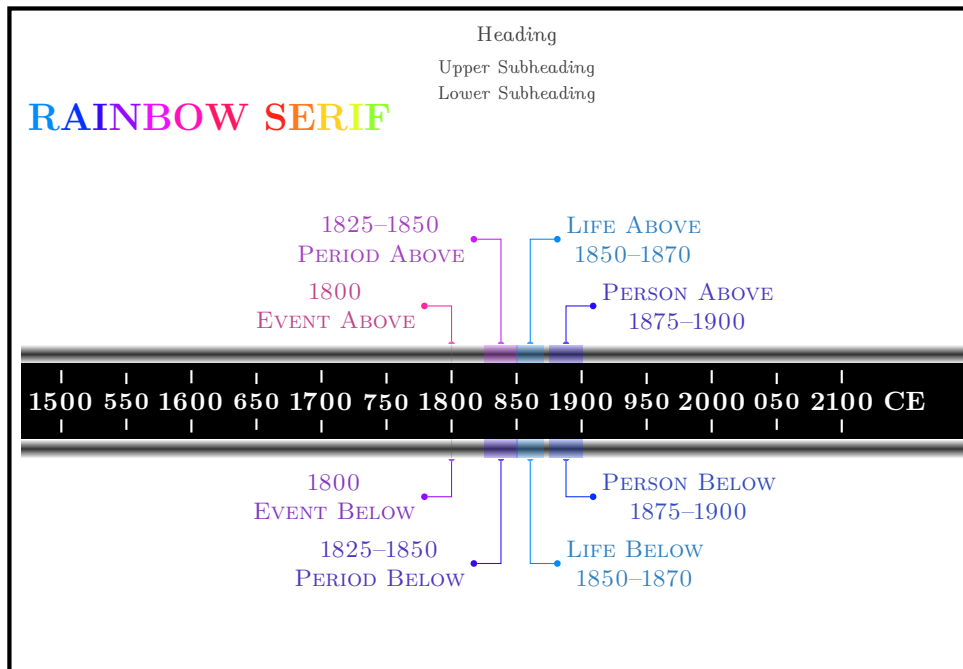 Heading
Upper Subheading
Lower Subheading
RAINBOW SERIF
1825–1850
PERIOD ABOVE
LIFE ABOVE
1850–1870
1800
EVENT ABOVE
PERSON ABOVE
1875–1900
1500 550 1600 650 1700 750 1800 850 1900 950 2000 050 2100 CE
1800
EVENT BELOW
PERSON BELOW
1875–1900
1825–1850
PERIOD BELOW
LIFE BELOW
1850–1870